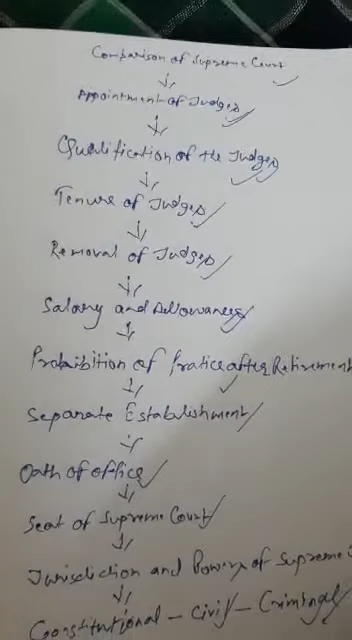 Comparison of Supreme Court
Appointment of Judges
Qualification of the Judges
Tenure of Judges
Removal of Judges
Salary and Allowances
Prohibition of Pratice after Retirement
Separate Establishment
Oath of office
Seat of Supreme Court
Jurisdiction and Powers of Supreme
Constitutional - Civil - Criminal